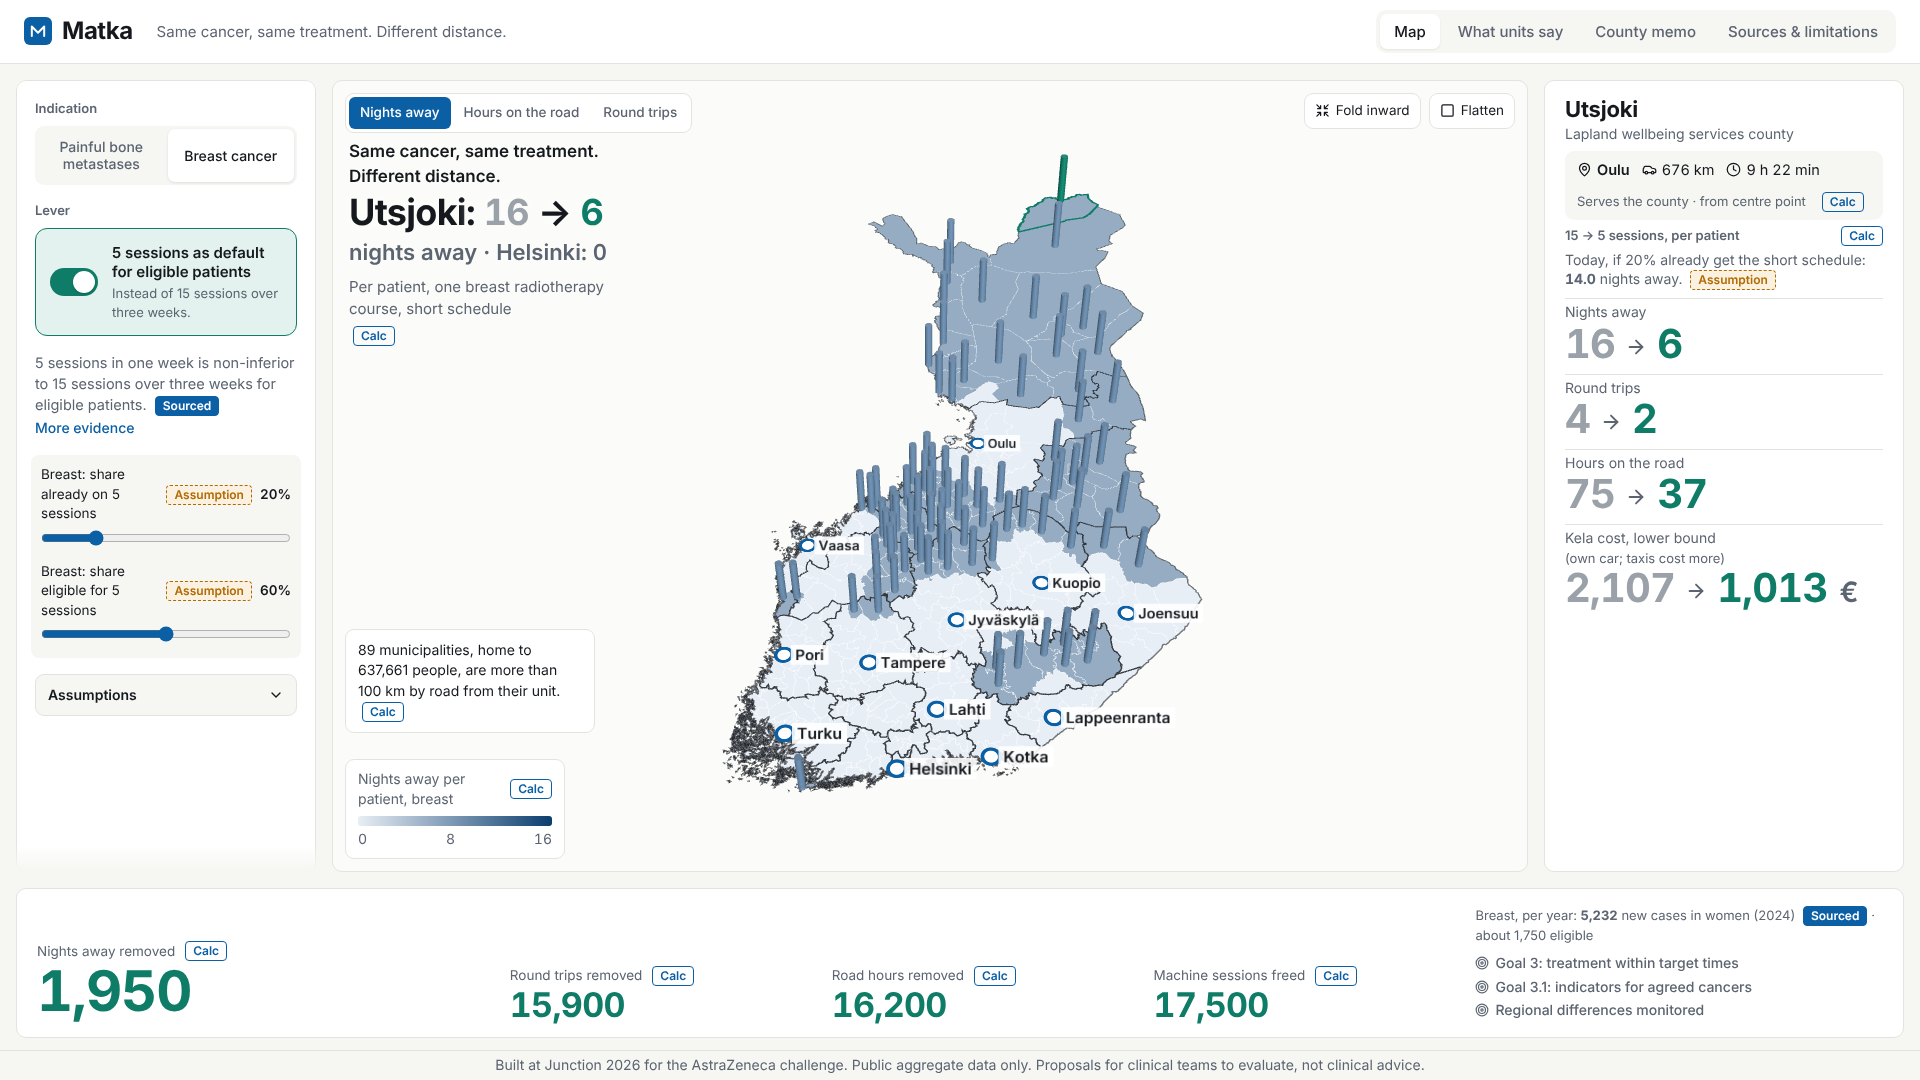 Matka
Same cancer, same treatment. Different distance.
Map
What units say
County memo
Sources & limitations
Indication
Painful bone
metastases
Breast cancer
Lever
5 sessions as default
for eligible patients
Instead of 15 sessions over
three weeks.
5 sessions in one week is non-inferior
to 15 sessions over three weeks for
eligible patients. Sourced
More evidence
Breast: share
already on 5
sessions
Assumption 20%
Breast: share
eligible for 5
sessions
Assumption 60%
Assumptions
Nights away
Hours on the road
Round trips
Fold inward
Flatten
Same cancer, same treatment.
Different distance.
Utsjoki: 16 → 6
nights away · Helsinki: 0
Per patient, one breast radiotherapy
course, short schedule
Calc
Oulu
Vaasa
Kuopio
Joensuu
Jyväskylä
Pori
Tampere
Lahti
Lappeenranta
Turku
Kotka
Helsinki
89 municipalities, home to
637,661 people, are more than
100 km by road from their unit.
Calc
Nights away per
patient, breast
Calc
0 8 16
Utsjoki
Lapland wellbeing services county
Oulu 676 km 9 h 22 min
Serves the county · from centre point Calc
15 → 5 sessions, per patient Calc
Today, if 20% already get the short schedule:
14.0 nights away. Assumption
Nights away
16 → 6
Round trips
4 → 2
Hours on the road
75 → 37
Kela cost, lower bound
(own car; taxis cost more)
2,107 → 1,013 €
Nights away removed Calc
1,950
Round trips removed Calc
15,900
Road hours removed Calc
16,200
Machine sessions freed Calc
17,500
Breast, per year: 5,232 new cases in women (2024) Sourced ·
about 1,750 eligible
Goal 3: treatment within target times
Goal 3.1: indicators for agreed cancers
Regional differences monitored
Built at Junction 2026 for the AstraZeneca challenge. Public aggregate data only. Proposals for clinical teams to evaluate, not clinical advice.